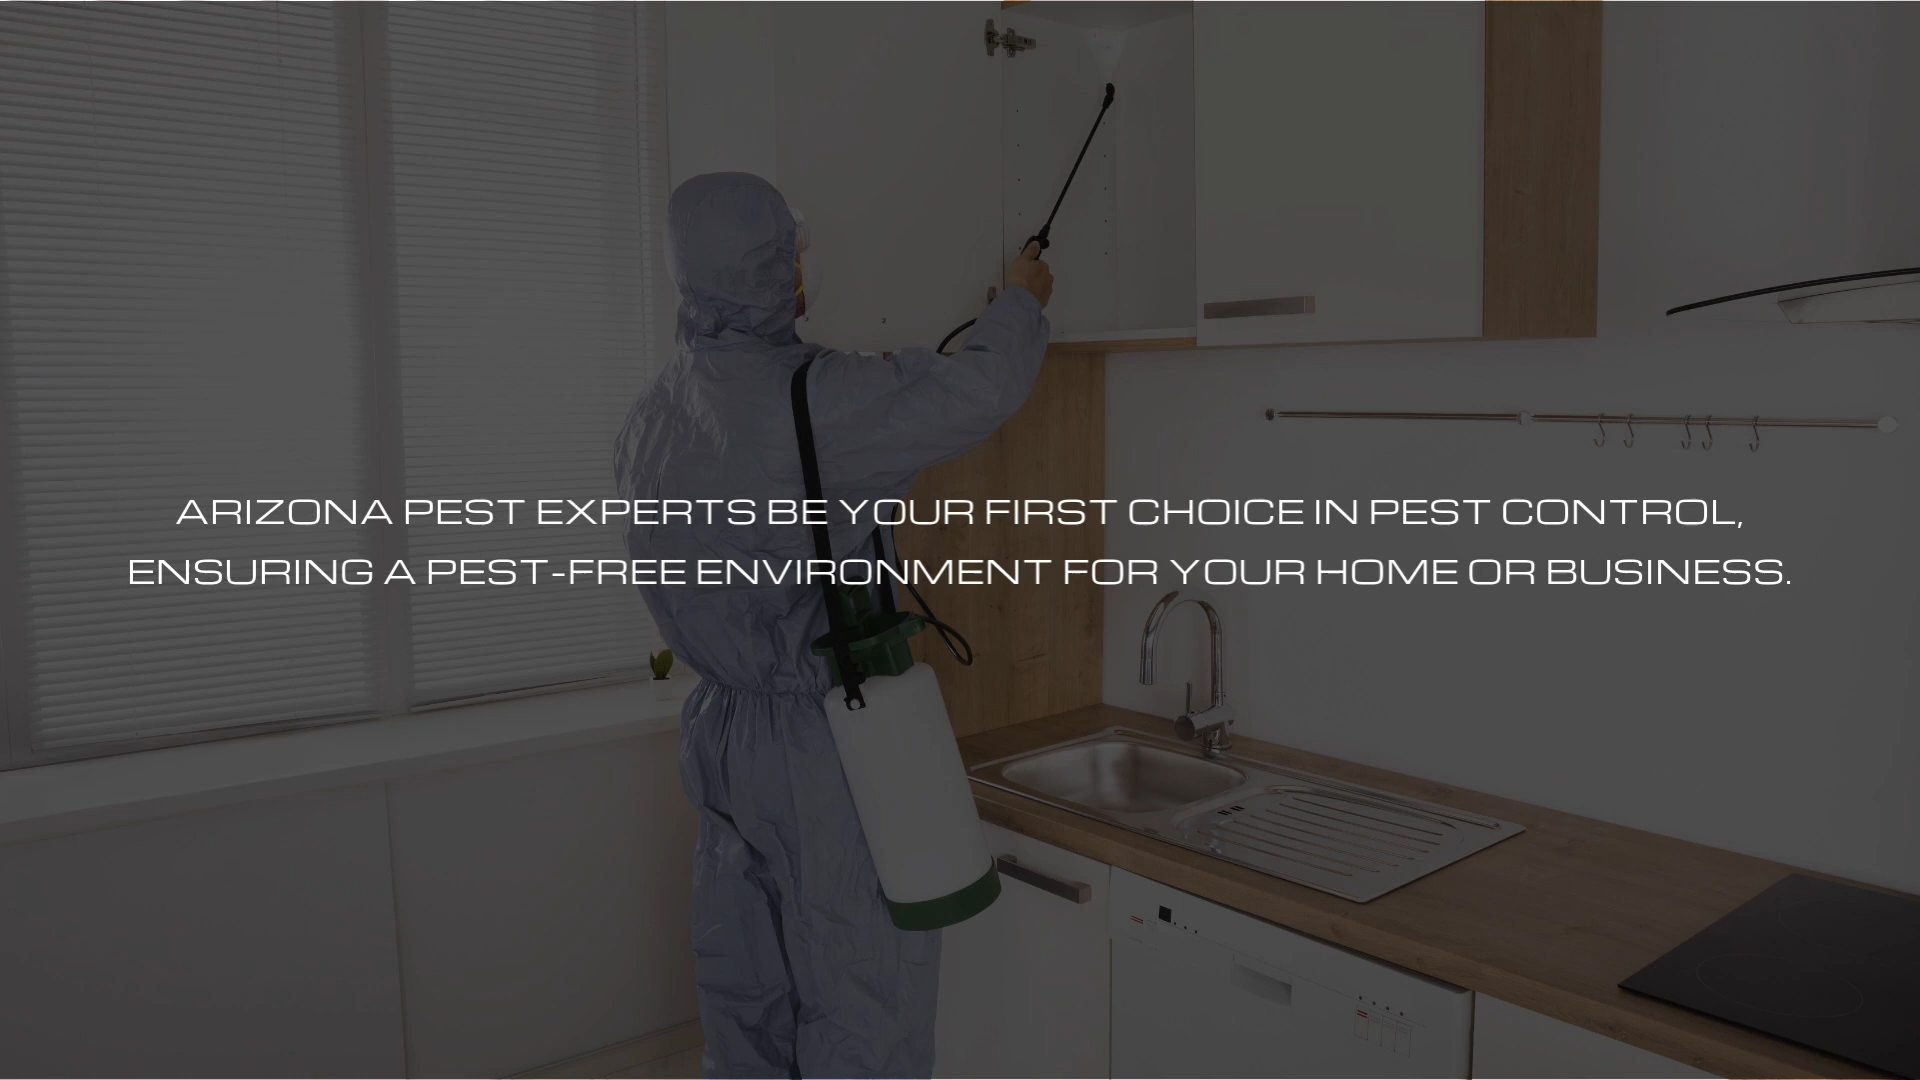 ARIZONA PEST EXPERTS BE YOUR FIRST CHOICE IN PEST CONTROL,
ENSURING A PEST-FREE ENVIRONMENT FOR YOUR HOME OR BUSINESS.